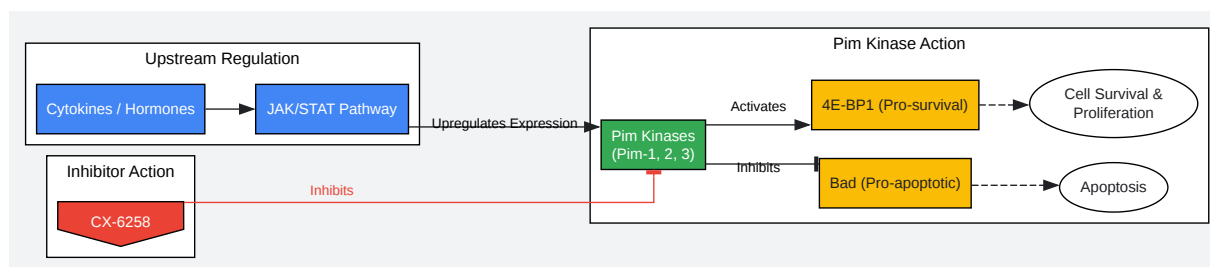 Upstream Regulation
Cytokines / Hormones
JAK/STAT Pathway
Upregulates Expression
Inhibitor Action
CX-6258
Inhibits
Pim Kinase Action
Pim Kinases
(Pim-1, 2, 3)
Activates
4E-BP1 (Pro-survival)
Cell Survival &
Proliferation
Inhibits
Bad (Pro-apoptotic)
Apoptosis